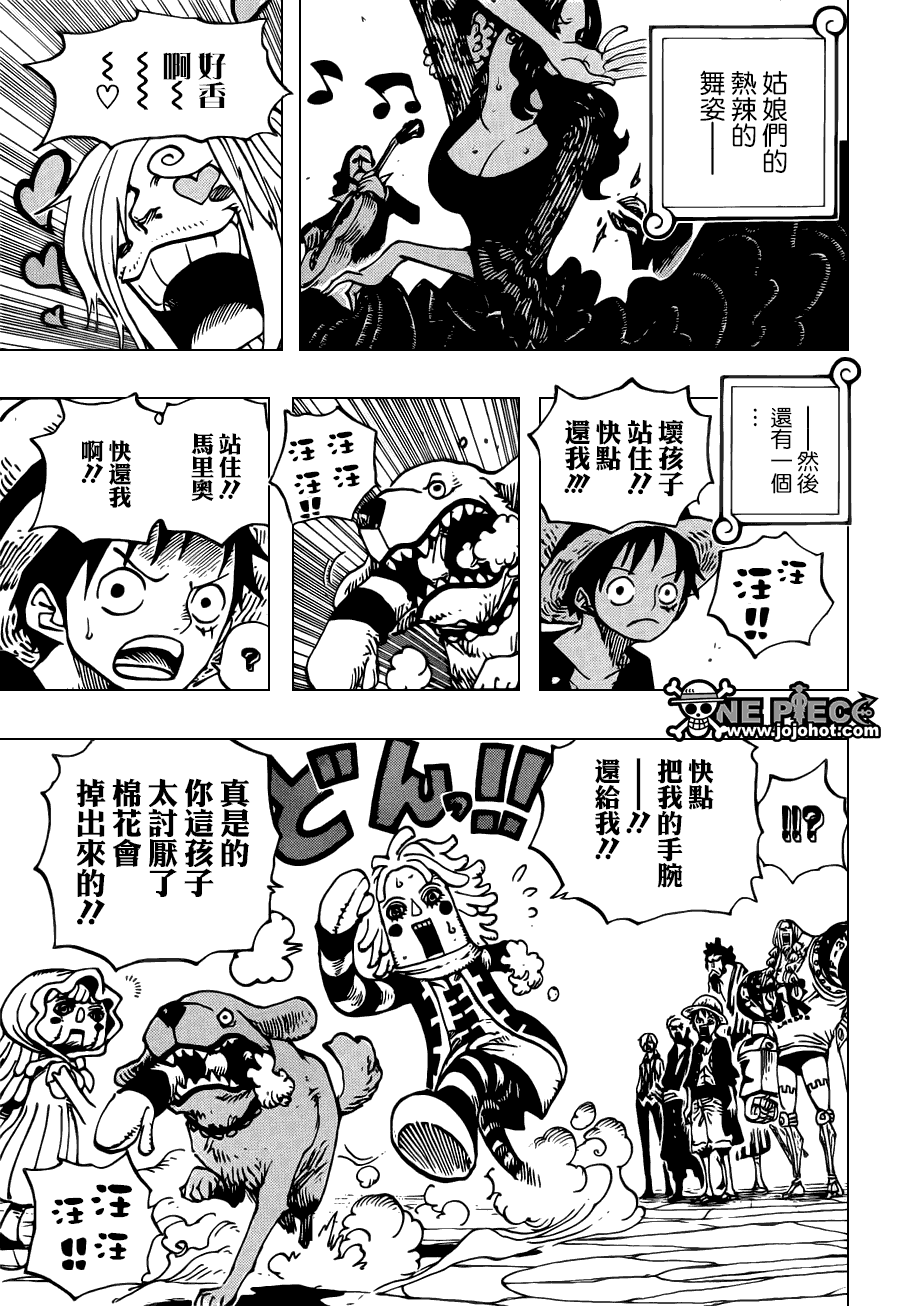 姑娘們的
熱辣的
舞姿——
好香
啊～
～
～♡
——然後
還有一個
…
汪
汪!!
壞孩子
站住!!
快點
還我!!!
汪汪
汪汪!!
站住!!
馬里奧
快還我
啊!!
?
ONE PIECE
www.jojohot.com
!!?
快點
把我的手腕
——!!
還給我!!
どんっ!!
真是的
你這孩子
太討厭了
棉花會
掉出來的!!
汪汪
汪汪!!